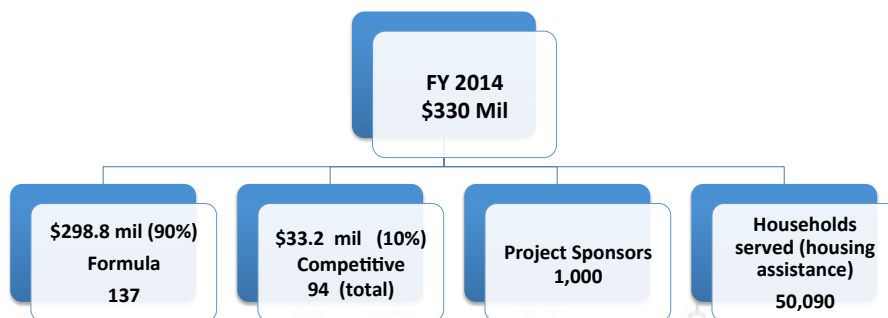 FY 2014
$330 Mil
$298.8 mil (90%)
Formula
137
$33.2 mil (10%)
Competitive
94 (total)
Project Sponsors
1,000
Households
served (housing
assistance)
50,090